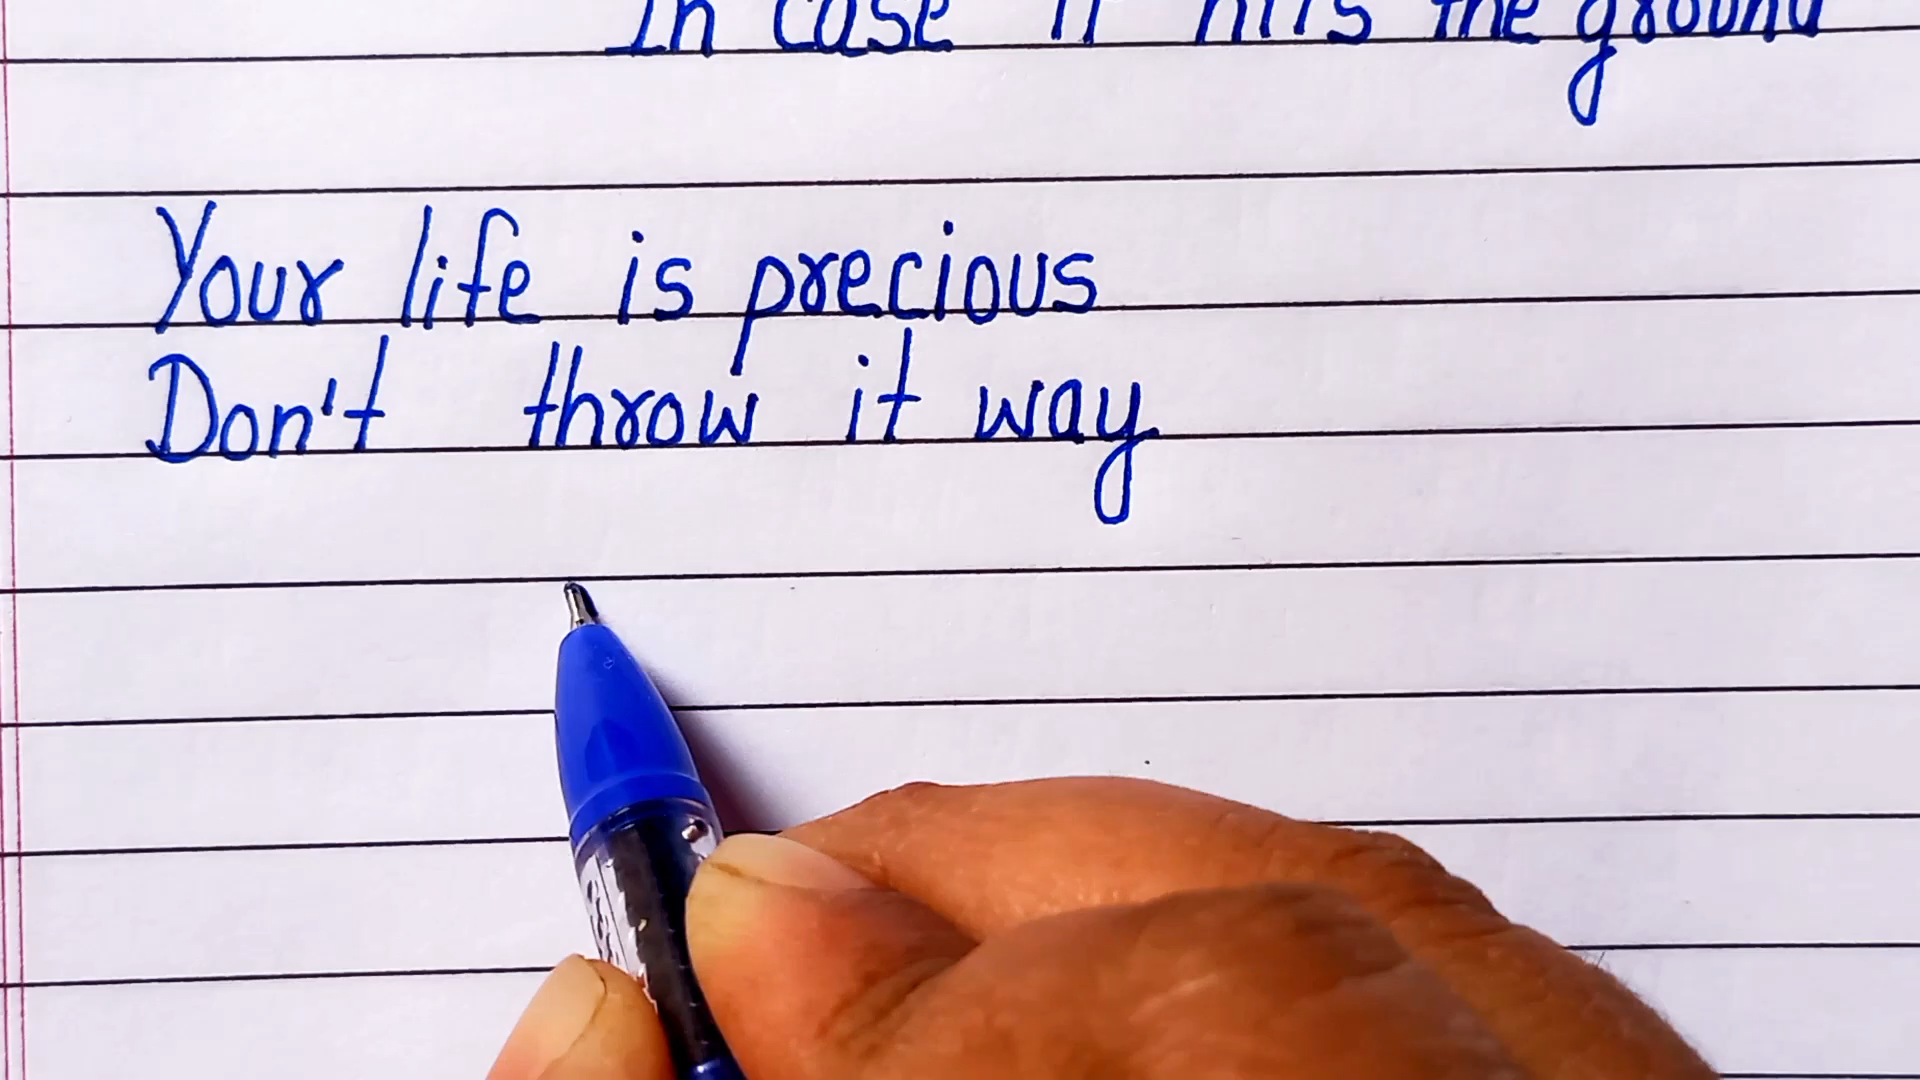 In case it hits the ground
Your life is precious
Don't throw it way